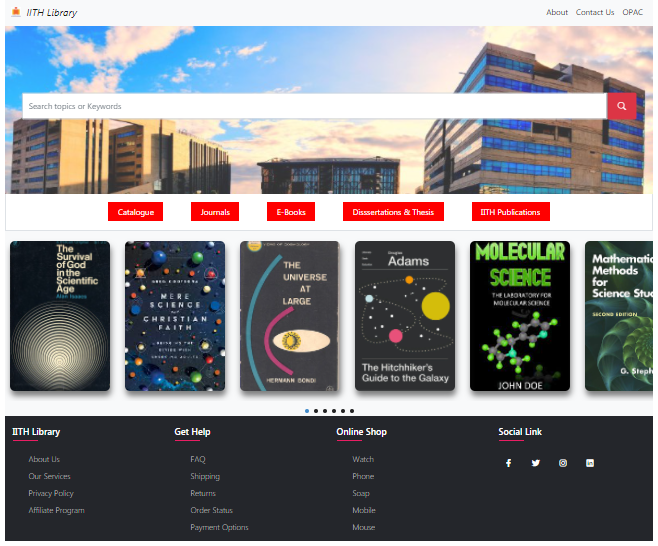 IITH Library
About Contact Us OPAC
Search topics or Keywords
Catalogue
Journals
E-Books
Disssertations & Thesis
IITH Publications
The
Survival
of God
in the
Scientific
Age
Alan Isaacs
MERE
SCIENCE
AND
CHRISTIAN
FAITH
THE
UNIVERSE
AT
LARGE
HERMANN BONDI
Douglas
Adams
The Hitchhiker's
Guide to the Galaxy
MOLECULAR
SCIENCE
THE LABORATORY FOR
MOLECULAR SCIENCE
JOHN DOE
Mathematic
Methods
for
Science Stud
SECOND EDITION
G. Steph
IITH Library
About Us
Our Services
Privacy Policy
Affiliate Program
Get Help
FAQ
Shipping
Returns
Order Status
Payment Options
Online Shop
Watch
Phone
Soap
Mobile
Mouse
Social Link